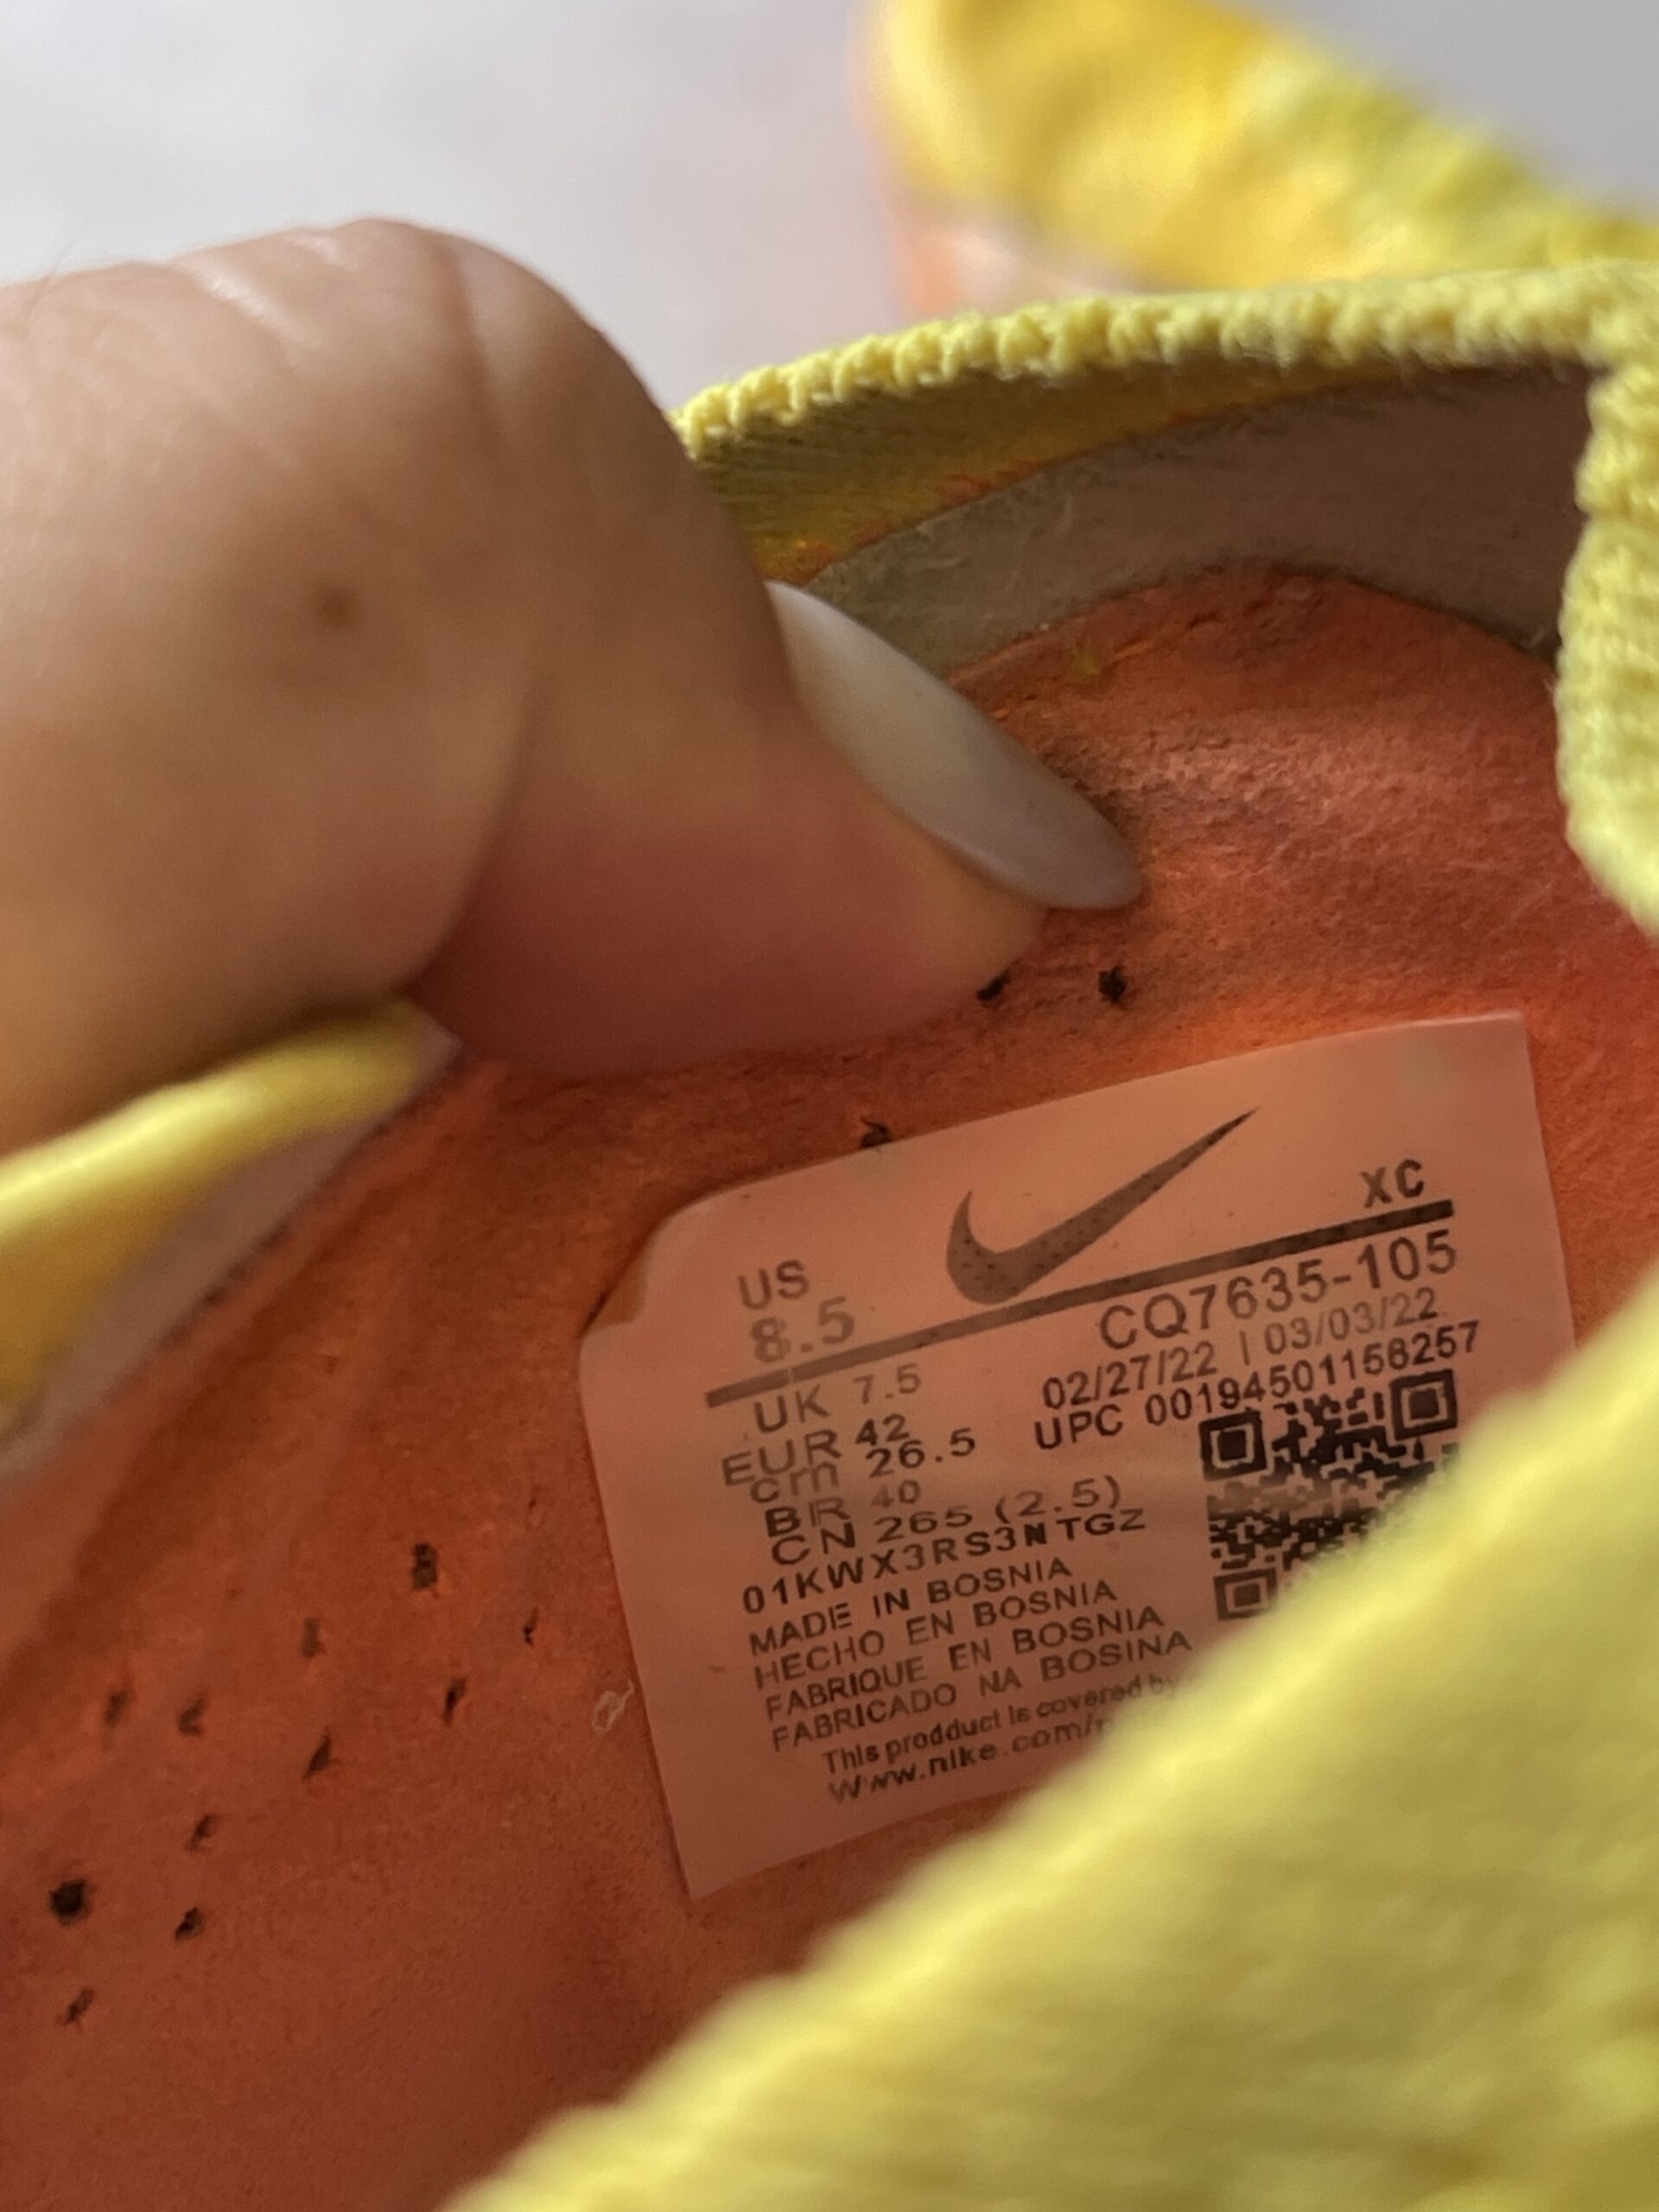 XC
US
8.5
CQ7635-105
02/27/22 | 03/03/22
UPC 00194501156257
UK 7.5
EUR 42
cm 26.5
BR 40
CN 265 (2.5)
01KWX3RS3NTGZ
MADE IN BOSNIA
HECHO EN BOSNIA
FABRIQUE EN BOSNIA
FABRICADO NA BOSINA
This prodduct is covered by
Www.nike.com/